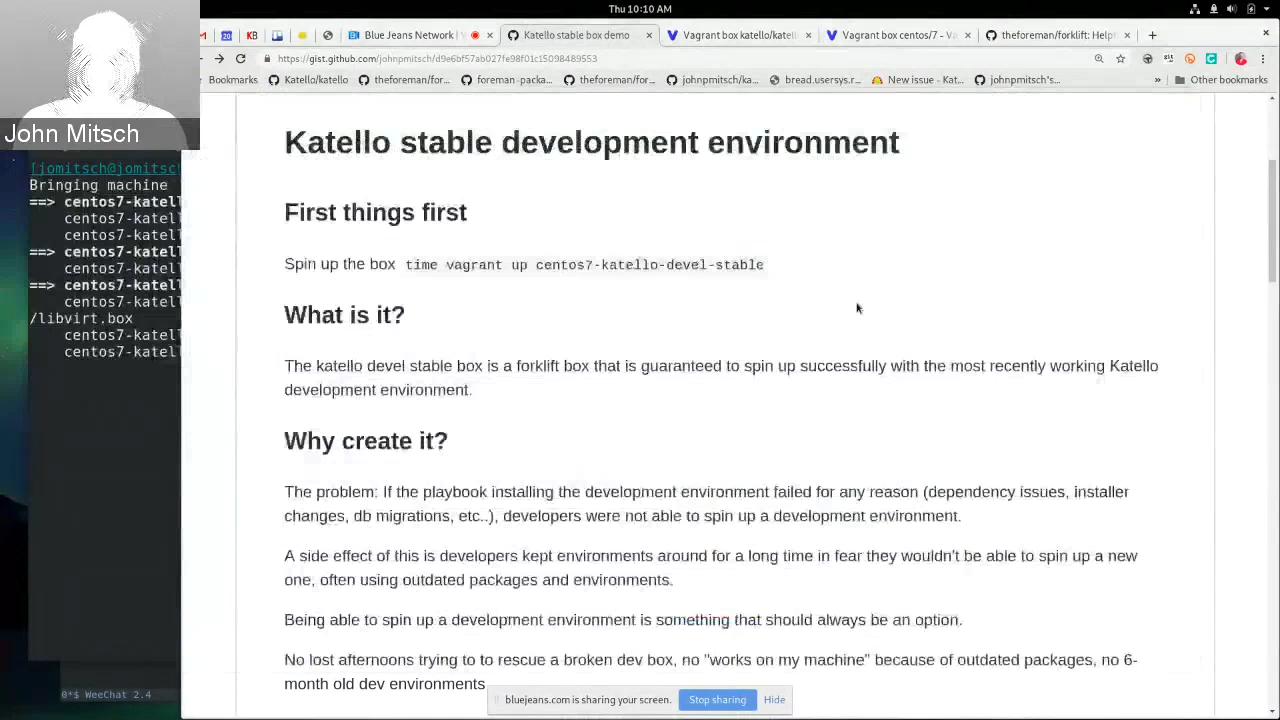 Thu 10:10 AM
20
KB
Blue Jeans Network | V
Katello stable box demo
Vagrant box katello/katel
Vagrant box centos/7 - Va
theforeman/forklift: Help
https://gist.github.com/johnpmitsch/d9e6bf57ab027fe98f01c15098489553
Bookmarks
Katello/katello
theforeman/for...
foreman-packa...
theforeman/for...
johnpmitsch/ka...
bread.usersys.r...
New issue - Kat...
johnpmitsch's...
»
Other bookmarks
John Mitsch
[jomitsch@jomitsc
Bringing machine
==> centos7-katell
centos7-katell
centos7-katell
==> centos7-katell
centos7-katell
==> centos7-katell
centos7-katell
/libvirt.box
centos7-katell
centos7-katell
0*$ WeeChat 2.4
Katello stable development environment
First things first
Spin up the box time vagrant up centos7-katello-devel-stable
What is it?
The katello devel stable box is a forklift box that is guaranteed to spin up successfully with the most recently working Katello
development environment.
Why create it?
The problem: If the playbook installing the development environment failed for any reason (dependency issues, installer
changes, db migrations, etc..), developers were not able to spin up a development environment.
A side effect of this is developers kept environments around for a long time in fear they wouldn't be able to spin up a new
one, often using outdated packages and environments.
Being able to spin up a development environment is something that should always be an option.
No lost afternoons trying to to rescue a broken dev box, no "works on my machine" because of outdated packages, no 6-
month old dev environments
bluejeans.com is sharing your screen.
Stop sharing
Hide